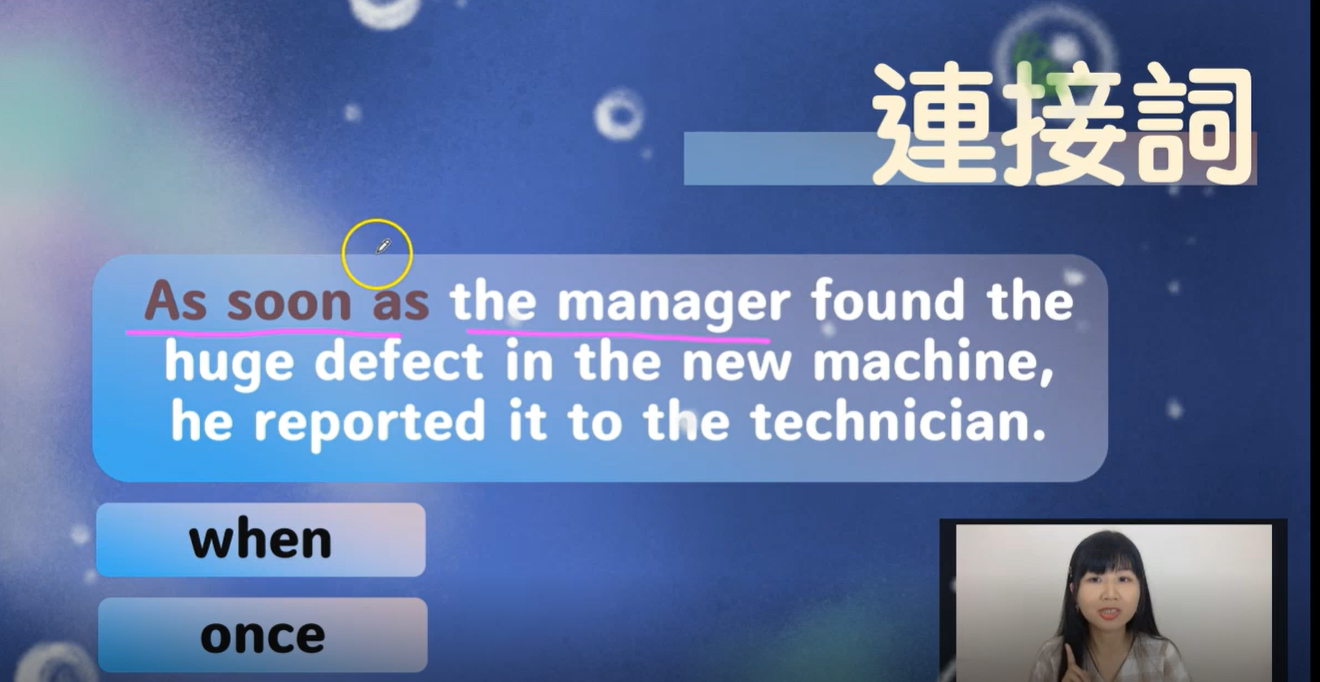 連接詞
As soon as the manager found the
huge defect in the new machine,
he reported it to the technician.
when
once